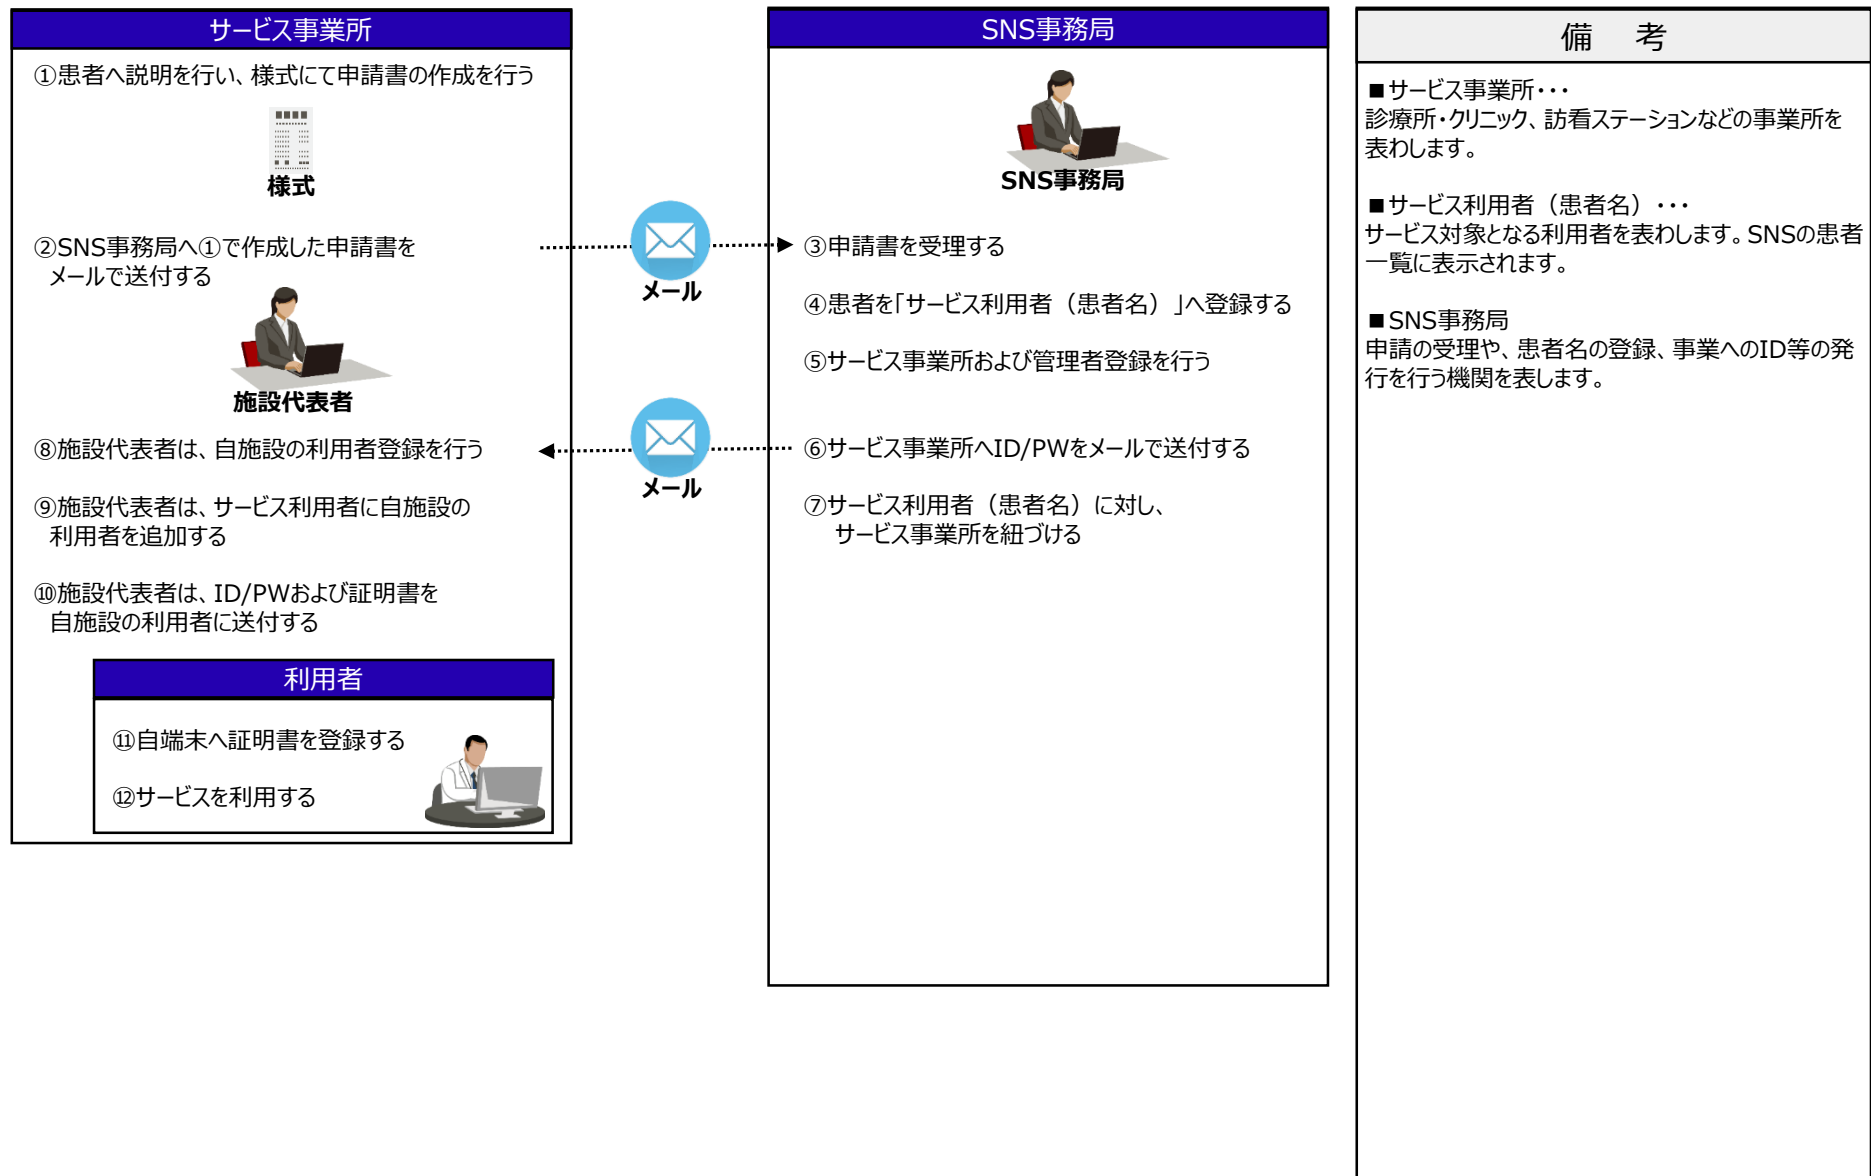 サービス事業所
①患者へ説明を行い、様式にて申請書の作成を行う
様式
②SNS事務局へ①で作成した申請書を
メールで送付する
施設代表者
⑧施設代表者は、自施設の利用者登録を行う
⑨施設代表者は、サービス利用者に自施設の
利用者を追加する
⑩施設代表者は、ID/PWおよび証明書を
自施設の利用者に送付する
利用者
⑪自端末へ証明書を登録する
⑫サービスを利用する
メール
メール
SNS事務局
SNS事務局
③申請書を受理する
④患者を「サービス利用者（患者名）」へ登録する
⑤サービス事業所および管理者登録を行う
⑥サービス事業所へID/PWをメールで送付する
⑦サービス利用者（患者名）に対し、
サービス事業所を紐づける
備　考
■サービス事業所・・・
診療所・クリニック、訪看ステーションなどの事業所を
表わします。
■サービス利用者（患者名）・・・
サービス対象となる利用者を表わします。SNSの患者
一覧に表示されます。
■SNS事務局
申請の受理や、患者名の登録、事業へのID等の発
行を行う機関を表します。